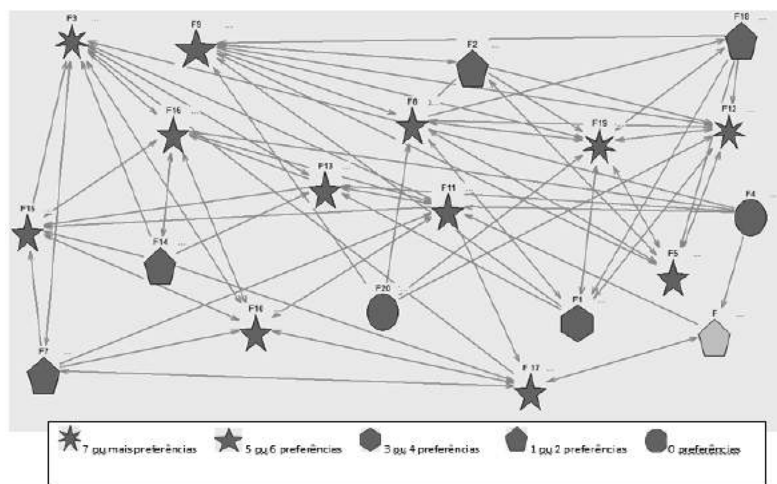 F3 ...
F9 ...
F2 ...
F18 ...
F16 ...
F8 ...
F19 ...
F12 ...
F13 ...
F11 ...
F4 ...
F15 ...
F14 ...
F5 ...
F20 ...
F1 ...
F ...
F10 ...
F7 ...
F17 ...
7 ou mais preferências
5 ou 6 preferências
3 ou 4 preferências
1 ou 2 preferências
0 preferências